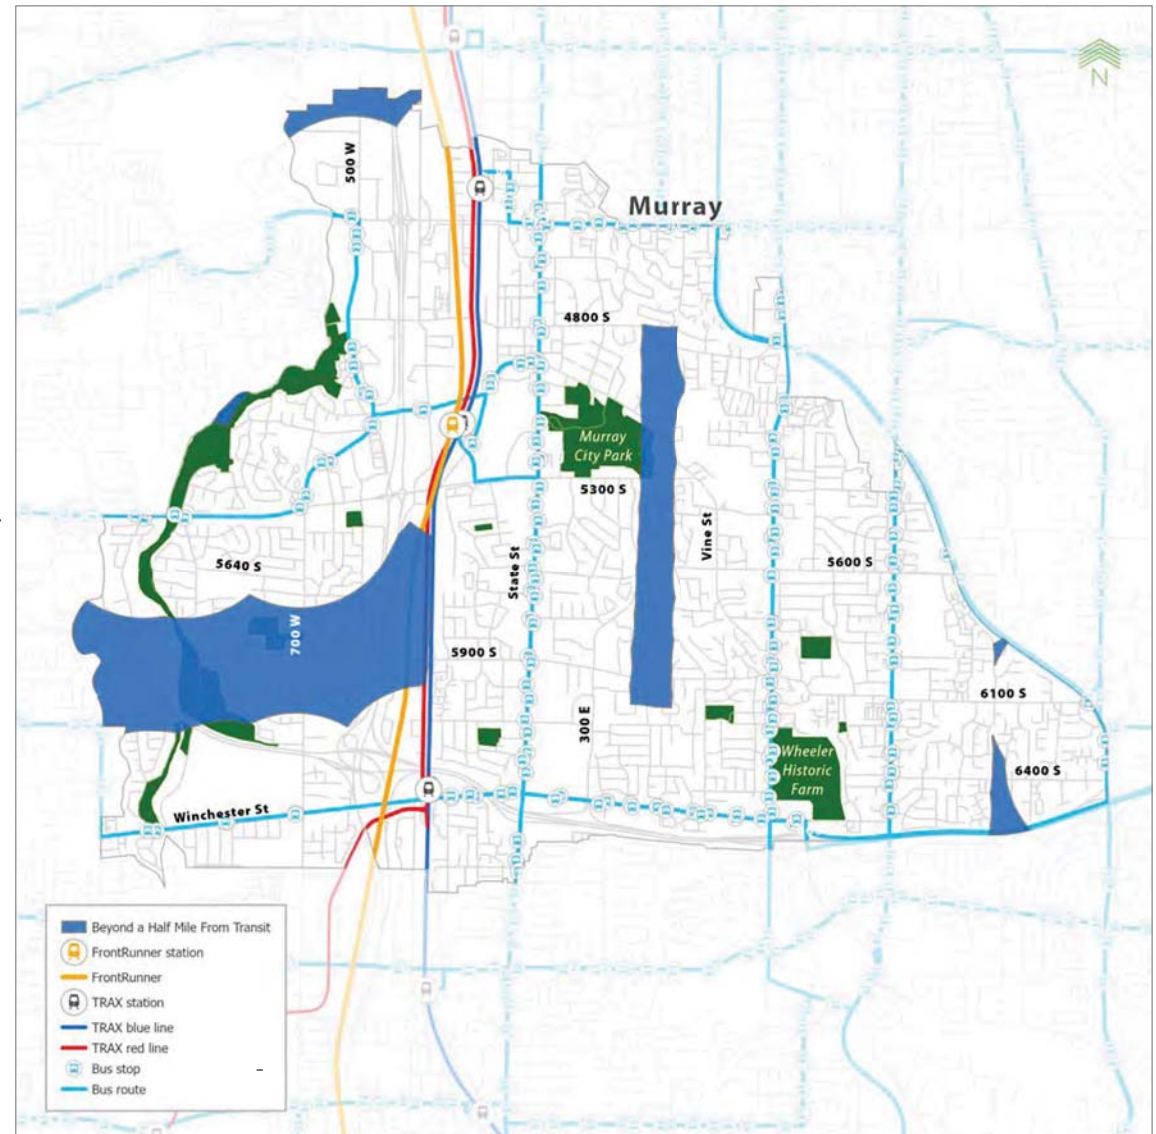 N
500 W
Murray
4800 S
Murray
City Park
5300 S
Vine St
State St
5640 S
5600 S
700 W
5900 S
6100 S
300 E
Wheeler
Historic
Farm
6400 S
Winchester St
Beyond a Half Mile From Transit
FrontRunner station
FrontRunner
TRAX station
TRAX blue line
TRAX red line
Bus stop
Bus route